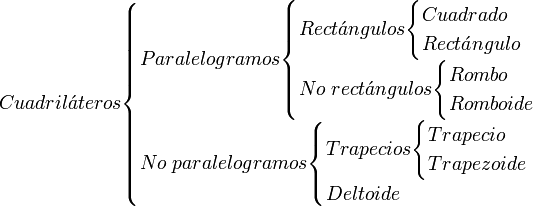 Cuadriláteros
Paralelogramos
Rectángulos
Cuadrado
Rectángulo
No rectángulos
Rombo
Romboide
No paralelogramos
Trapecios
Trapecio
Trapezoide
Deltoide